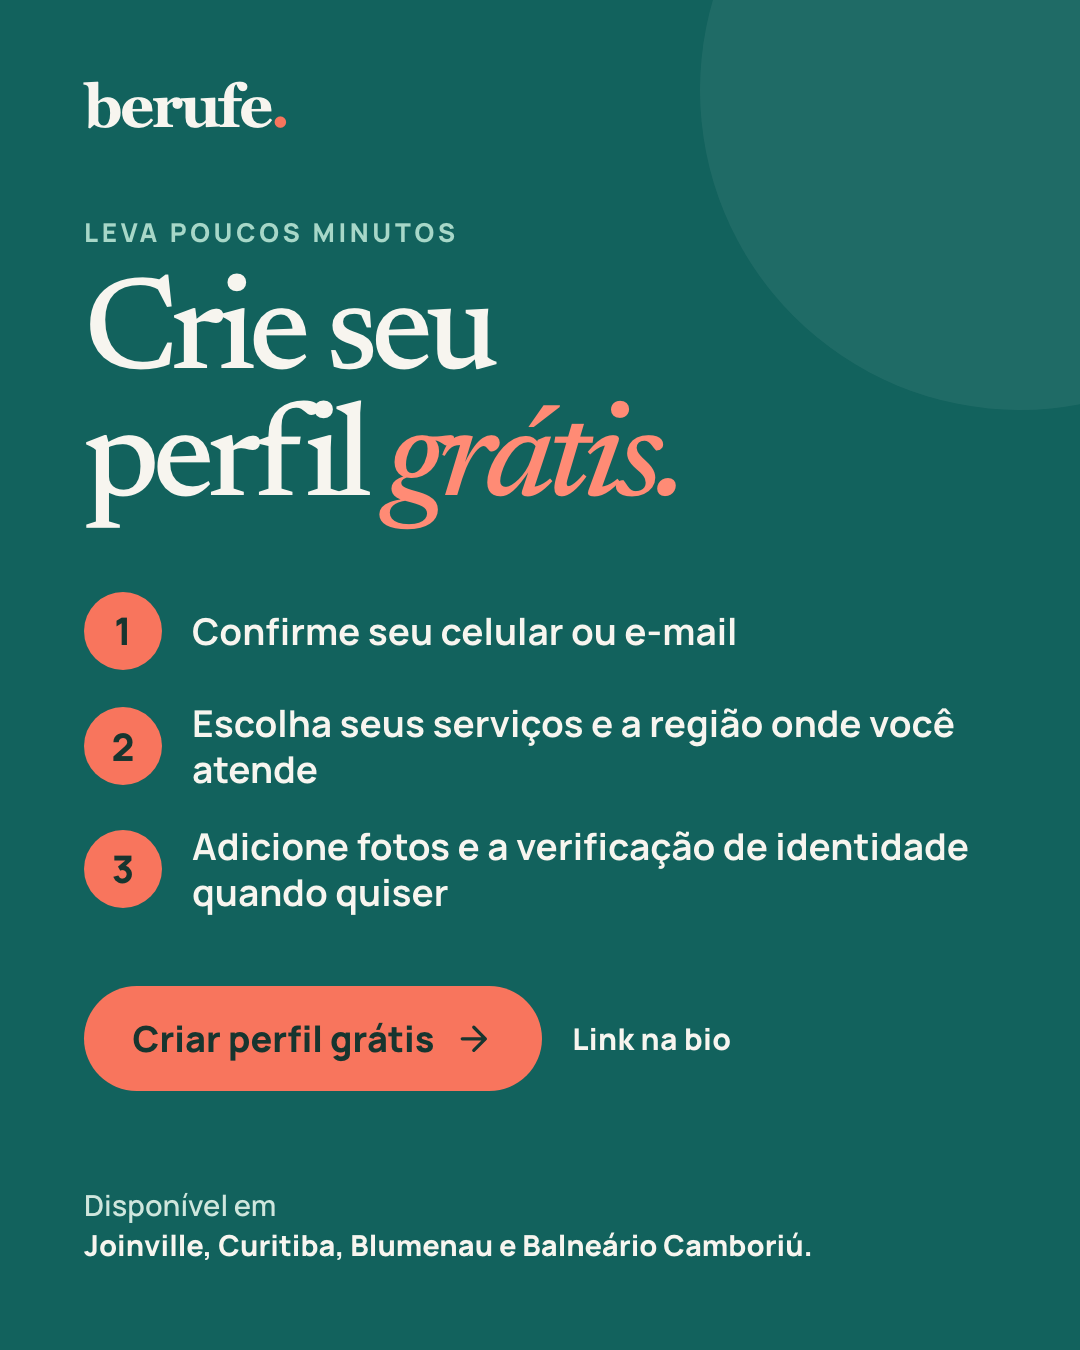 berufe.
LEVA POUCOS MINUTOS
Crie seu
perfil grátis.
1 Confirme seu celular ou e-mail
2 Escolha seus serviços e a região onde você
atende
3 Adicione fotos e a verificação de identidade
quando quiser
Criar perfil grátis → Link na bio
Disponível em
Joinville, Curitiba, Blumenau e Balneário Camboriú.